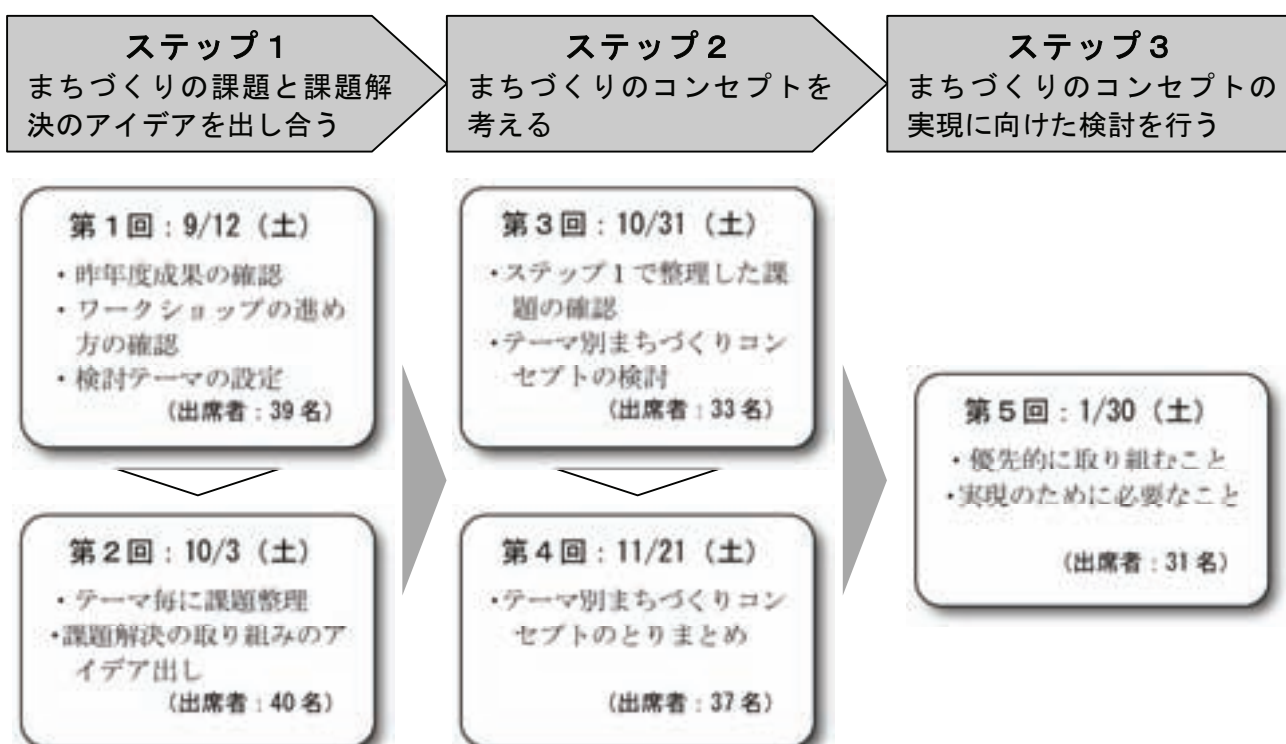 ステップ１
まちづくりの課題と課題解
決のアイデアを出し合う
ステップ２
まちづくりのコンセプトを
考える
ステップ３
まちづくりのコンセプトの
実現に向けた検討を行う
第１回：9/12（土）
・昨年度成果の確認
・ワークショップの進め
方の確認
・検討テーマの設定
（出席者：39名）
第２回：10/3（土）
・テーマ毎に課題整理
・課題解決の取り組みのア
イデア出し
（出席者：40名）
第３回：10/31（土）
・ステップ１で整理した課
題の確認
・テーマ別まちづくりコン
セプトの検討
（出席者：33名）
第４回：11/21（土）
・テーマ別まちづくりコン
セプトのとりまとめ
（出席者：37名）
第５回：1/30（土）
・優先的に取り組むこと
・実現のために必要なこと
（出席者：31名）